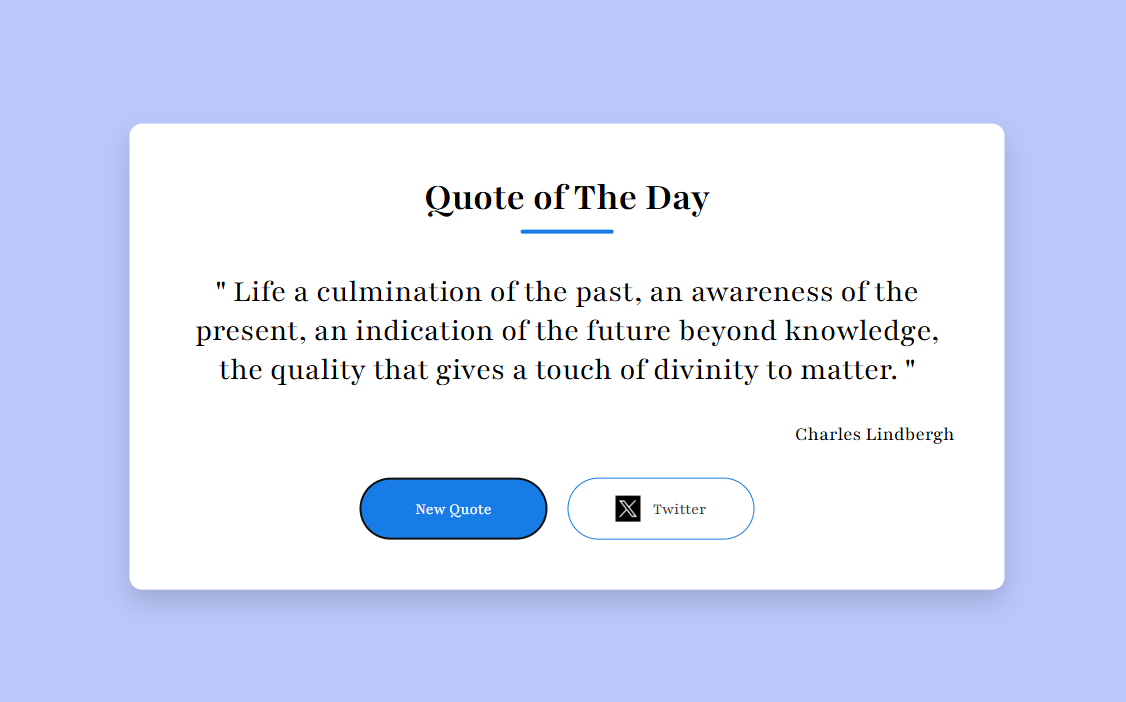 Quote of The Day
" Life a culmination of the past, an awareness of the
present, an indication of the future beyond knowledge,
the quality that gives a touch of divinity to matter. "
Charles Lindbergh
New Quote
X Twitter